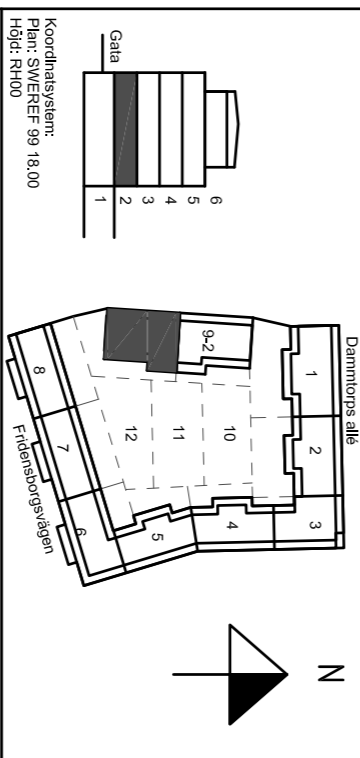 Gata
1
2
3
4
5
6
Koordinatsystem:
Plan: SWEREF 99 18.00
Höjd: RH00
Dammtorps allé
1
2
3
9-2
10
11
12
4
5
8
7
6
Fridensborgsvägen
N